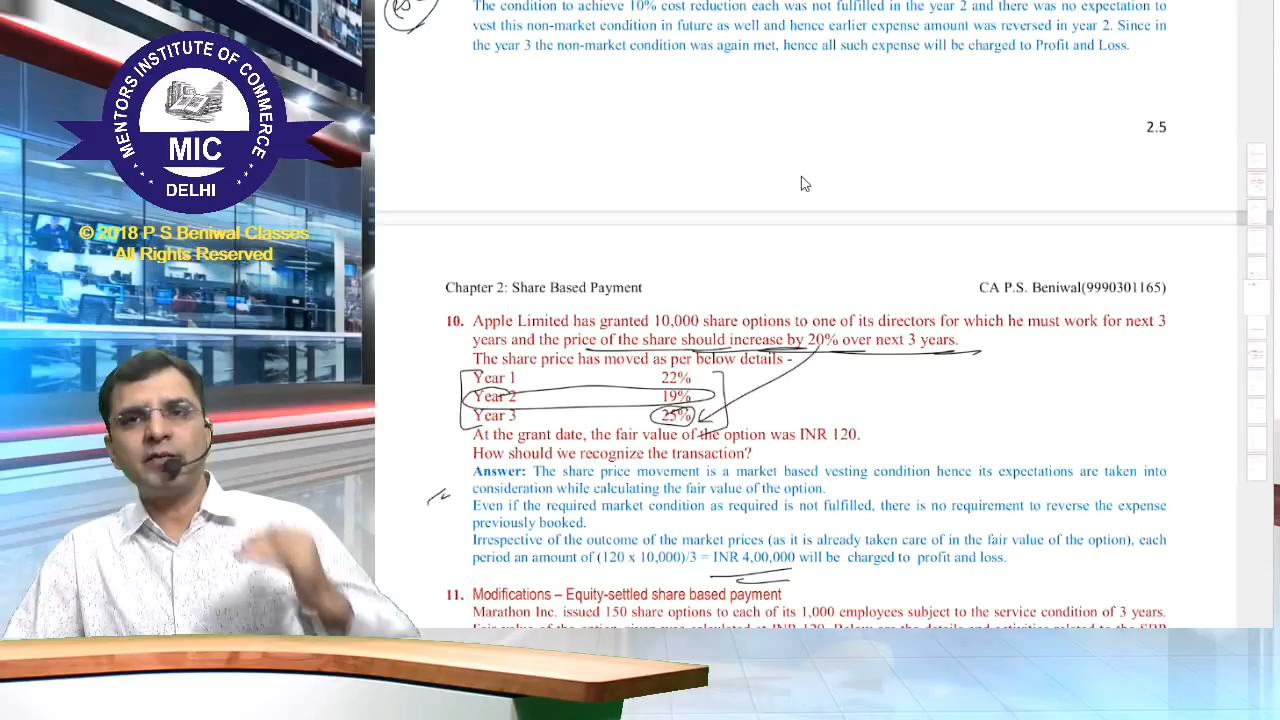 The condition to achieve 10% cost reduction each was not fulfilled in the year 2 and there was no expectation to
vest this non-market condition in future as well and hence earlier expense amount was reversed in year 2. Since in
the year 3 the non-market condition was again met, hence all such expense will be charged to Profit and Loss.
MENTORS INSTITUTE OF COMMERCE
MIC
DELHI
© 2018 P S Beniwal Classes
All Rights Reserved
2.5
Chapter 2: Share Based Payment CA P.S. Beniwal(9990301165)
10. Apple Limited has granted 10,000 share options to one of its directors for which he must work for next 3
years and the price of the share should increase by 20% over next 3 years.
The share price has moved as per below details -
Year 1 22%
Year 2 19%
Year 3 25%
At the grant date, the fair value of the option was INR 120.
How should we recognize the transaction?
Answer: The share price movement is a market based vesting condition hence its expectations are taken into
consideration while calculating the fair value of the option.
Even if the required market condition as required is not fulfilled, there is no requirement to reverse the expense
previously booked.
Irrespective of the outcome of the market prices (as it is already taken care of in the fair value of the option), each
period an amount of (120 x 10,000)/3 = INR 4,00,000 will be charged to profit and loss.
11. Modifications – Equity-settled share based payment
Marathon Inc. issued 150 share options to each of its 1,000 employees subject to the service condition of 3 years.